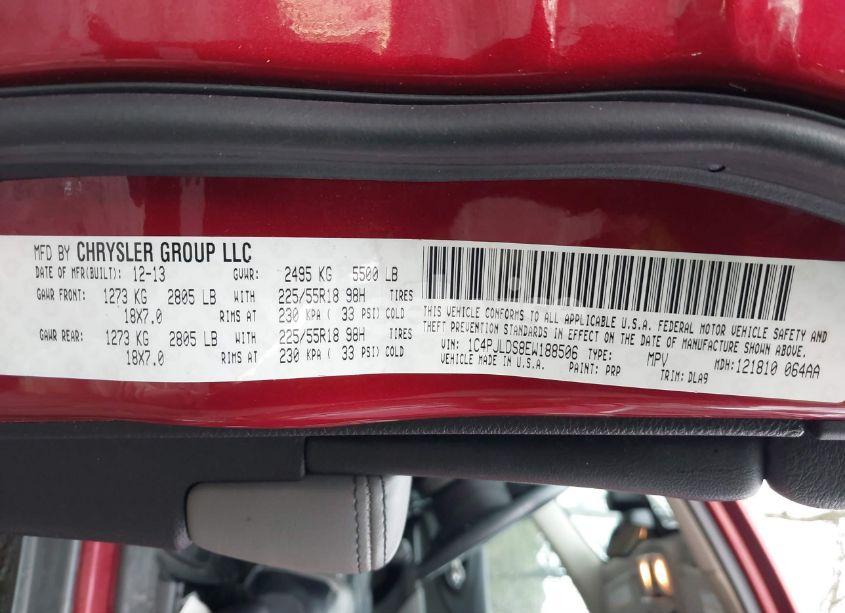 MFD BY CHRYSLER GROUP LLC
DATE OF MFR(BUILT): 12-13 GVWR: 2495 KG 5500 LB
GAWR FRONT: 1273 KG 2805 LB WITH 225/55R18 98H TIRES
18X7.0 RIMS AT 230 KPA ( 33 PSI) COLD
GAWR REAR: 1273 KG 2805 LB WITH 225/55R18 98H TIRES
18X7.0 RIMS AT 230 KPA ( 33 PSI) COLD
THIS VEHICLE CONFORMS TO ALL APPLICABLE U.S.A. FEDERAL MOTOR VEHICLE SAFETY AND
THEFT PREVENTION STANDARDS IN EFFECT ON THE DATE OF MANUFACTURE SHOWN ABOVE.
VIN: 1C4PJLDS8EW188506 TYPE: MPV MDH: 121810 064AA
VEHICLE MADE IN U.S.A. PAINT: PRP TRIM: DLA9